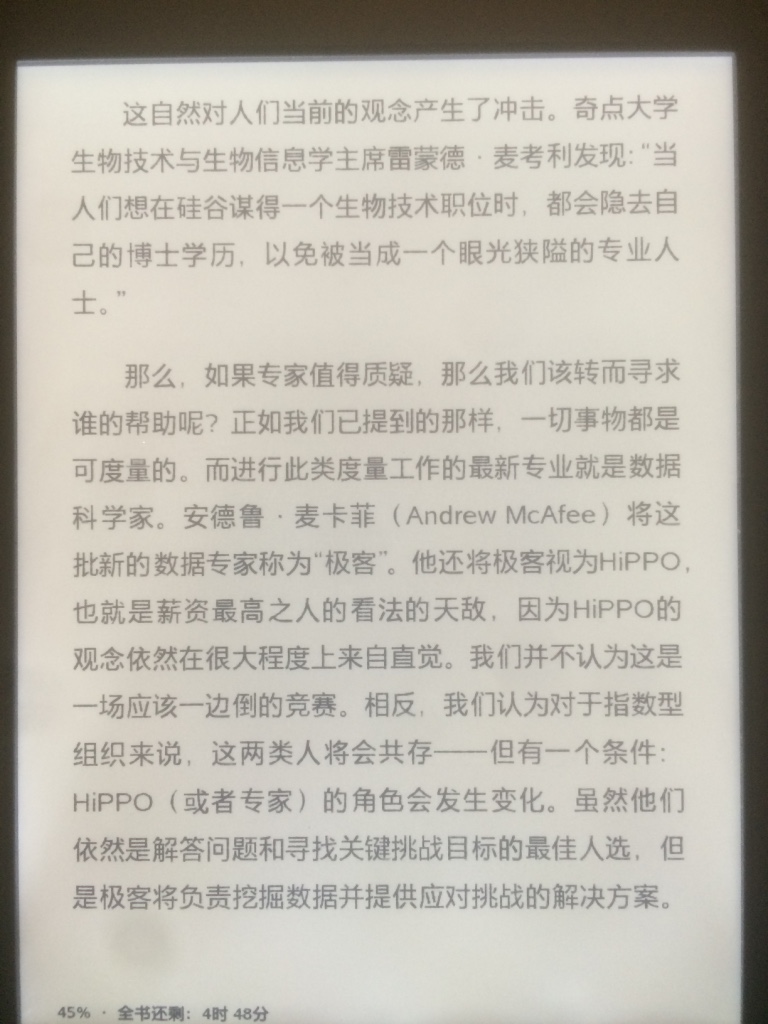 这自然对人们当前的观念产生了冲击。奇点大学
生物技术与生物信息学主席雷蒙德·麦考利发现：“当
人们想在硅谷谋得一个生物技术职位时，都会隐去自
己的博士学历，以免被当成一个眼光狭隘的专业人
士。”
那么，如果专家值得质疑，那么我们该转而寻求
谁的帮助呢？正如我们已提到的那样，一切事物都是
可度量的。而进行此类度量工作的最新专业就是数据
科学家。安德鲁·麦卡菲（Andrew McAfee）将这
批新的数据专家称为“极客”。他还将极客视为HiPPO，
也就是薪资最高之人的看法的天敌，因为HiPPO的
观念依然在很大程度上来自直觉。我们并不认为这是
一场应该一边倒的竞赛。相反，我们认为对于指数型
组织来说，这两类人将会共存——但有一个条件：
HiPPO（或者专家）的角色会发生变化。虽然他们
依然是解答问题和寻找关键挑战目标的最佳人选，但
是极客将负责挖掘数据并提供应对挑战的解决方案。
45% · 全书还剩：4时 48分